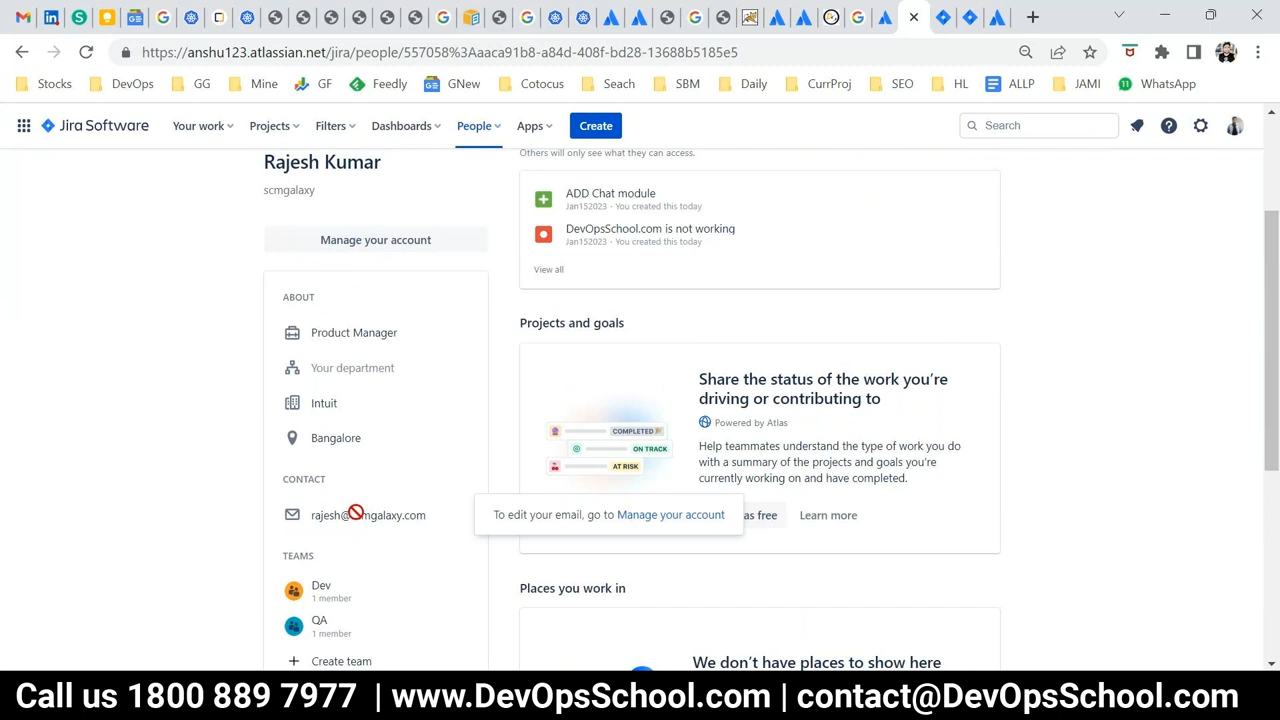 https://anshu123.atlassian.net/jira/people/557058%3Aaaca91b8-a84d-408f-bd28-13688b5185e5
Stocks DevOps GG Mine GF Feedly GNew Cotocus Seach SBM Daily CurrProj SEO HL ALLP JAMI 11 WhatsApp
Jira Software Your work Projects Filters Dashboards People Apps Create Search
Others will only see what they can access.
Rajesh Kumar
scmgalaxy
Manage your account
ADD Chat module
Jan152023 · You created this today
DevOpsSchool.com is not working
Jan152023 · You created this today
View all
ABOUT
Product Manager
Your department
Intuit
Bangalore
CONTACT
rajesh@ mgalaxy.com
TEAMS
Dev
1 member
QA
1 member
Create team
Projects and goals
COMPLETED
ON TRACK
AT RISK
Share the status of the work you're
driving or contributing to
Powered by Atlas
Help teammates understand the type of work you do
with a summary of the projects and goals you're
currently working on and have completed.
To edit your email, go to Manage your account
as free Learn more
Places you work in
We don't have places to show here
Call us 1800 889 7977 | www.DevOpsSchool.com | contact@DevOpsSchool.com